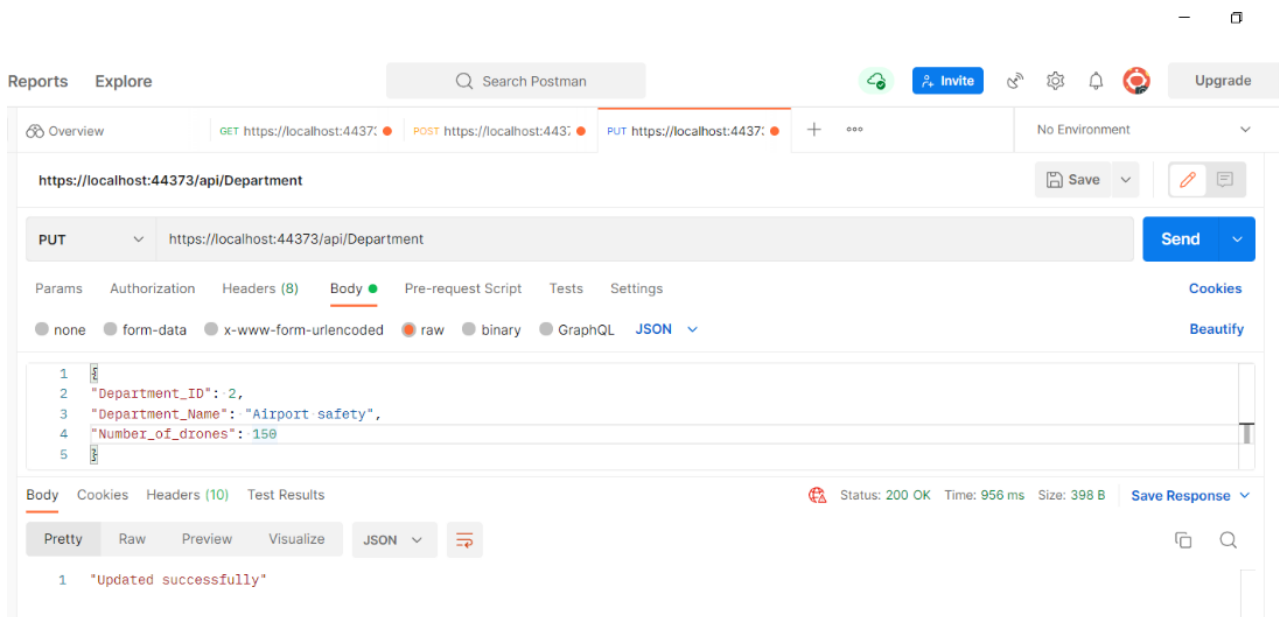 Reports Explore Search Postman Invite Upgrade
Overview GET https://localhost:4437: POST https://localhost:4437 PUT https://localhost:4437: + ooo No Environment
https://localhost:44373/api/Department Save
PUT https://localhost:44373/api/Department Send
Params Authorization Headers (8) Body Pre-request Script Tests Settings Cookies
none form-data x-www-form-urlencoded raw binary GraphQL JSON Beautify
1 {
2 "Department_ID": 2,
3 "Department_Name": "Airport safety",
4 "Number_of_drones": 150
5 }
Body Cookies Headers (10) Test Results Status: 200 OK Time: 956 ms Size: 398 B Save Response
Pretty Raw Preview Visualize JSON
1 "Updated successfully"